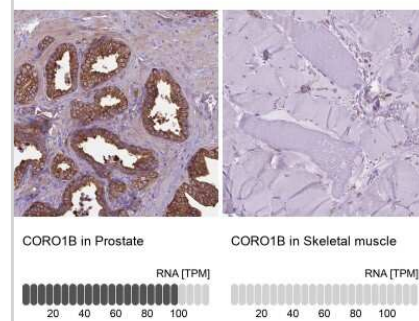 CORO1B in Prostate
CORO1B in Skeletal muscle
RNA [TPM]
RNA [TPM]
20 40 60 80 100
20 40 60 80 100